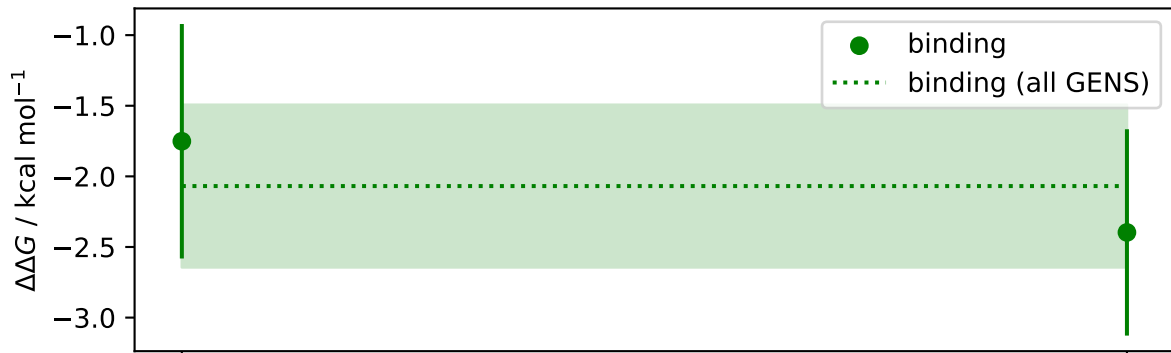 −1.0
−1.5
−2.0
−2.5
−3.0
ΔΔG / kcal mol⁻¹
binding
binding (all GENS)